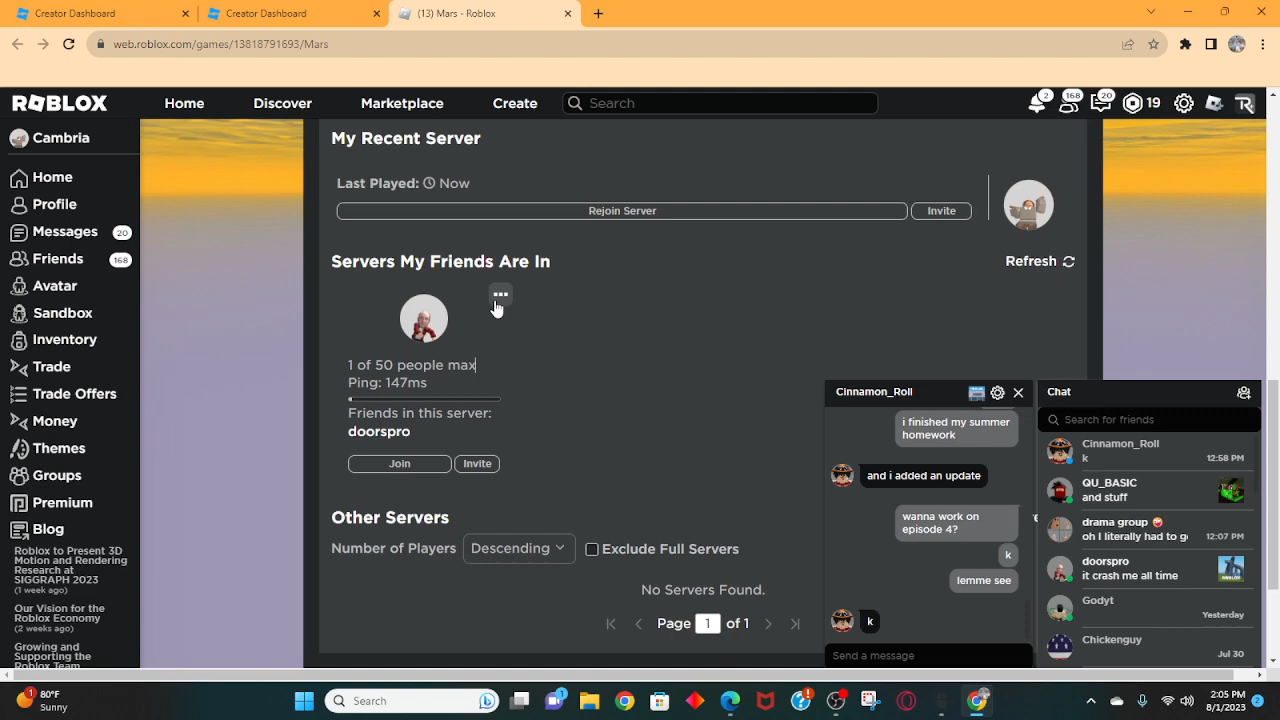 Creator Dashboard
Creator Dashboard
(13) Mars - Roblox
web.roblox.com/games/13818791693/Mars
ROBLOX
Home
Discover
Marketplace
Create
Search
2
168
20
19
Cambria
Home
Profile
Messages
20
Friends
168
Avatar
Sandbox
Inventory
Trade
Trade Offers
Money
Themes
Groups
Premium
Blog
Roblox to Present 3D
Motion and Rendering
Research at
SIGGRAPH 2023
(1 week ago)
Our Vision for the
Roblox Economy
(2 weeks ago)
Growing and
Supporting the
Roblox Team
My Recent Server
Last Played: Now
Rejoin Server
Invite
Servers My Friends Are In
Refresh
1 of 50 people max
Ping: 147ms
Friends in this server:
doorspro
Join
Invite
Other Servers
Number of Players
Descending
Exclude Full Servers
No Servers Found.
Page 1 of 1
Cinnamon_Roll
i finished my summer
homework
and i added an update
wanna work on
episode 4?
k
lemme see
k
Send a message
Chat
Search for friends
Cinnamon_Roll
k
12:58 PM
QU_BASIC
and stuff
drama group
oh I literally had to g
12:07 PM
doorspro
it crash me all time
Godyt
Yesterday
Chickenguy
Jul 30
1
80°F
Sunny
Search
1
2:05 PM
8/1/2023
2